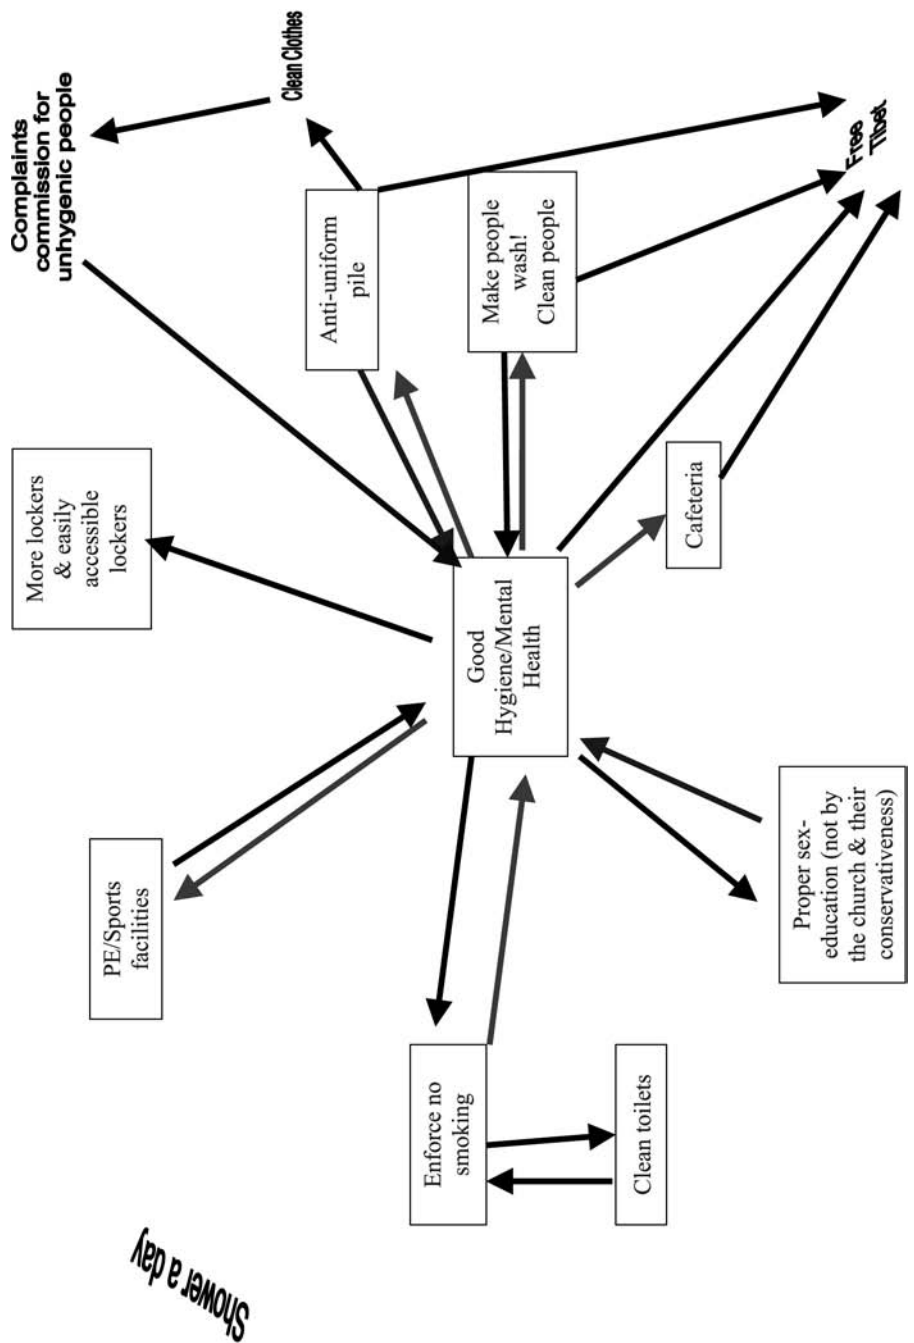 Complaints
commission for
unhygenic people
Clean Clothes
More lockers
& easily
accessible
lockers
Anti-uniform
pile
PE/Sports
facilities
Make people
wash!
Clean people
Good
Hygiene/Mental
Health
Free
Tibet
Cafeteria
Enforce no
smoking
Clean toilets
Proper sex-
education (not by
the church & their
conservativeness)
Shower a day